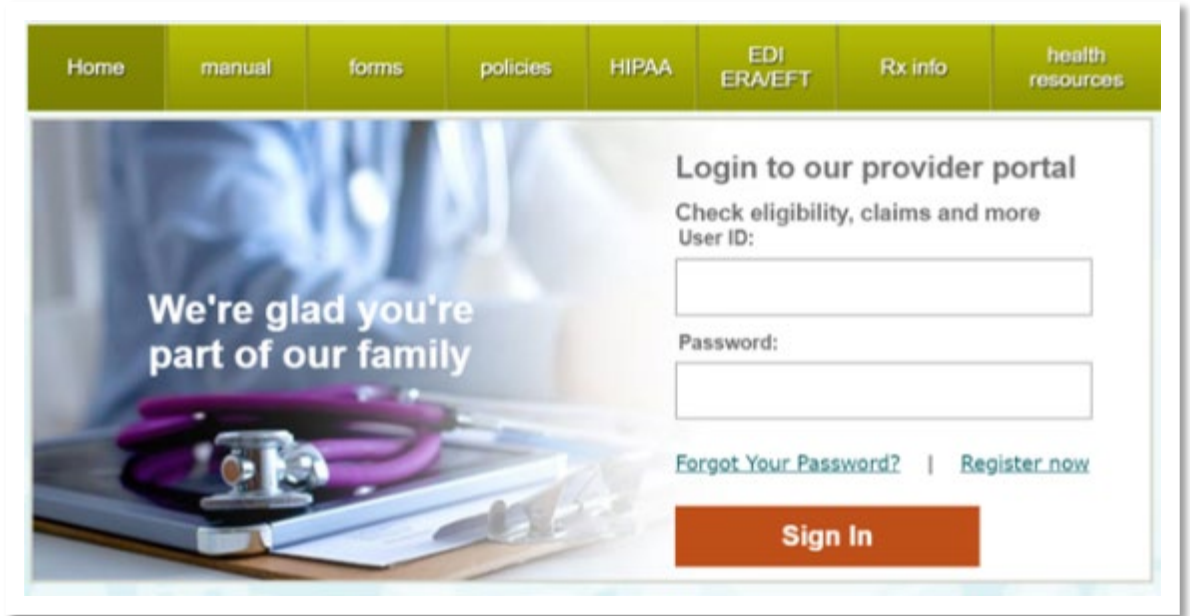 Home
manual
forms
policies
HIPAA
EDI
ERA/EFT
Rx info
health
resources
We're glad you're
part of our family
Login to our provider portal
Check eligibility, claims and more
User ID:
Password:
Forgot Your Password? | Register now
Sign In